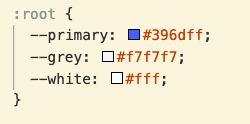 :root {
--primary: #396dff;
--grey: #f7f7f7;
--white: #fff;
}